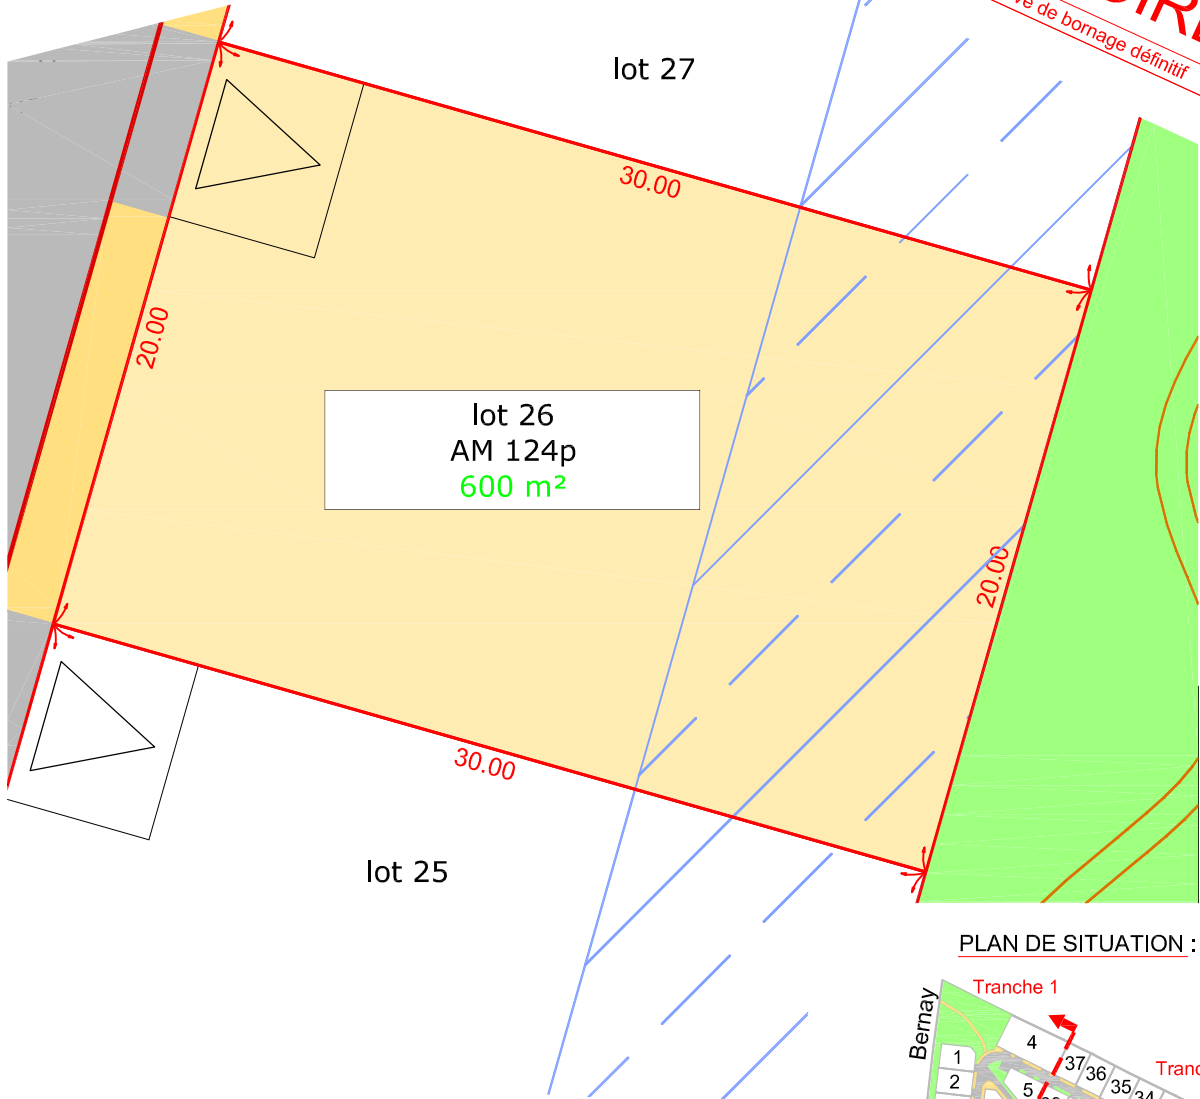 de bornage définitif
lot 27
30.00
20.00
lot 26
AM 124p
600 m²
20.00
30.00
lot 25
PLAN DE SITUATION :
Tranche 1
Bernay
4
1
37
36
2
5
35
34